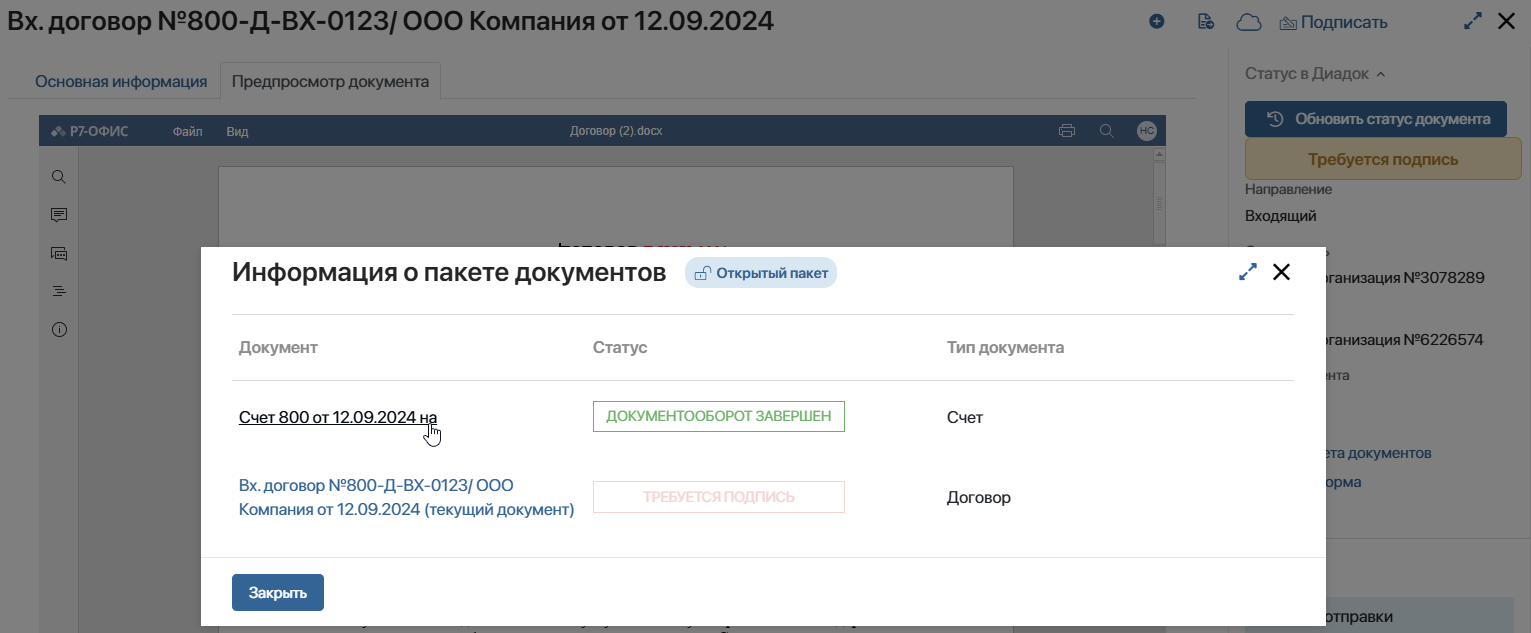 Вх. договор №800-Д-ВХ-0123/ ООО Компания от 12.09.2024
Подписать
Основная информация
Предпросмотр документа
Статус в Диадок
Р7-ОФИС
Файл
Вид
Договор (2).docx
НС
Обновить статус документа
Требуется подпись
Направление
Входящий
Информация о пакете документов
Открытый пакет
рганизация №3078289
рганизация №6226574
Документ
Статус
Тип документа
Счет 800 от 12.09.2024 на
ДОКУМЕНТООБОРОТ ЗАВЕРШЕН
Счет
ета документов
орма
Вх. договор №800-Д-ВХ-0123/ ООО
Компания от 12.09.2024 (текущий документ)
ТРЕБУЕТСЯ ПОДПИСЬ
Договор
Закрыть
отправки